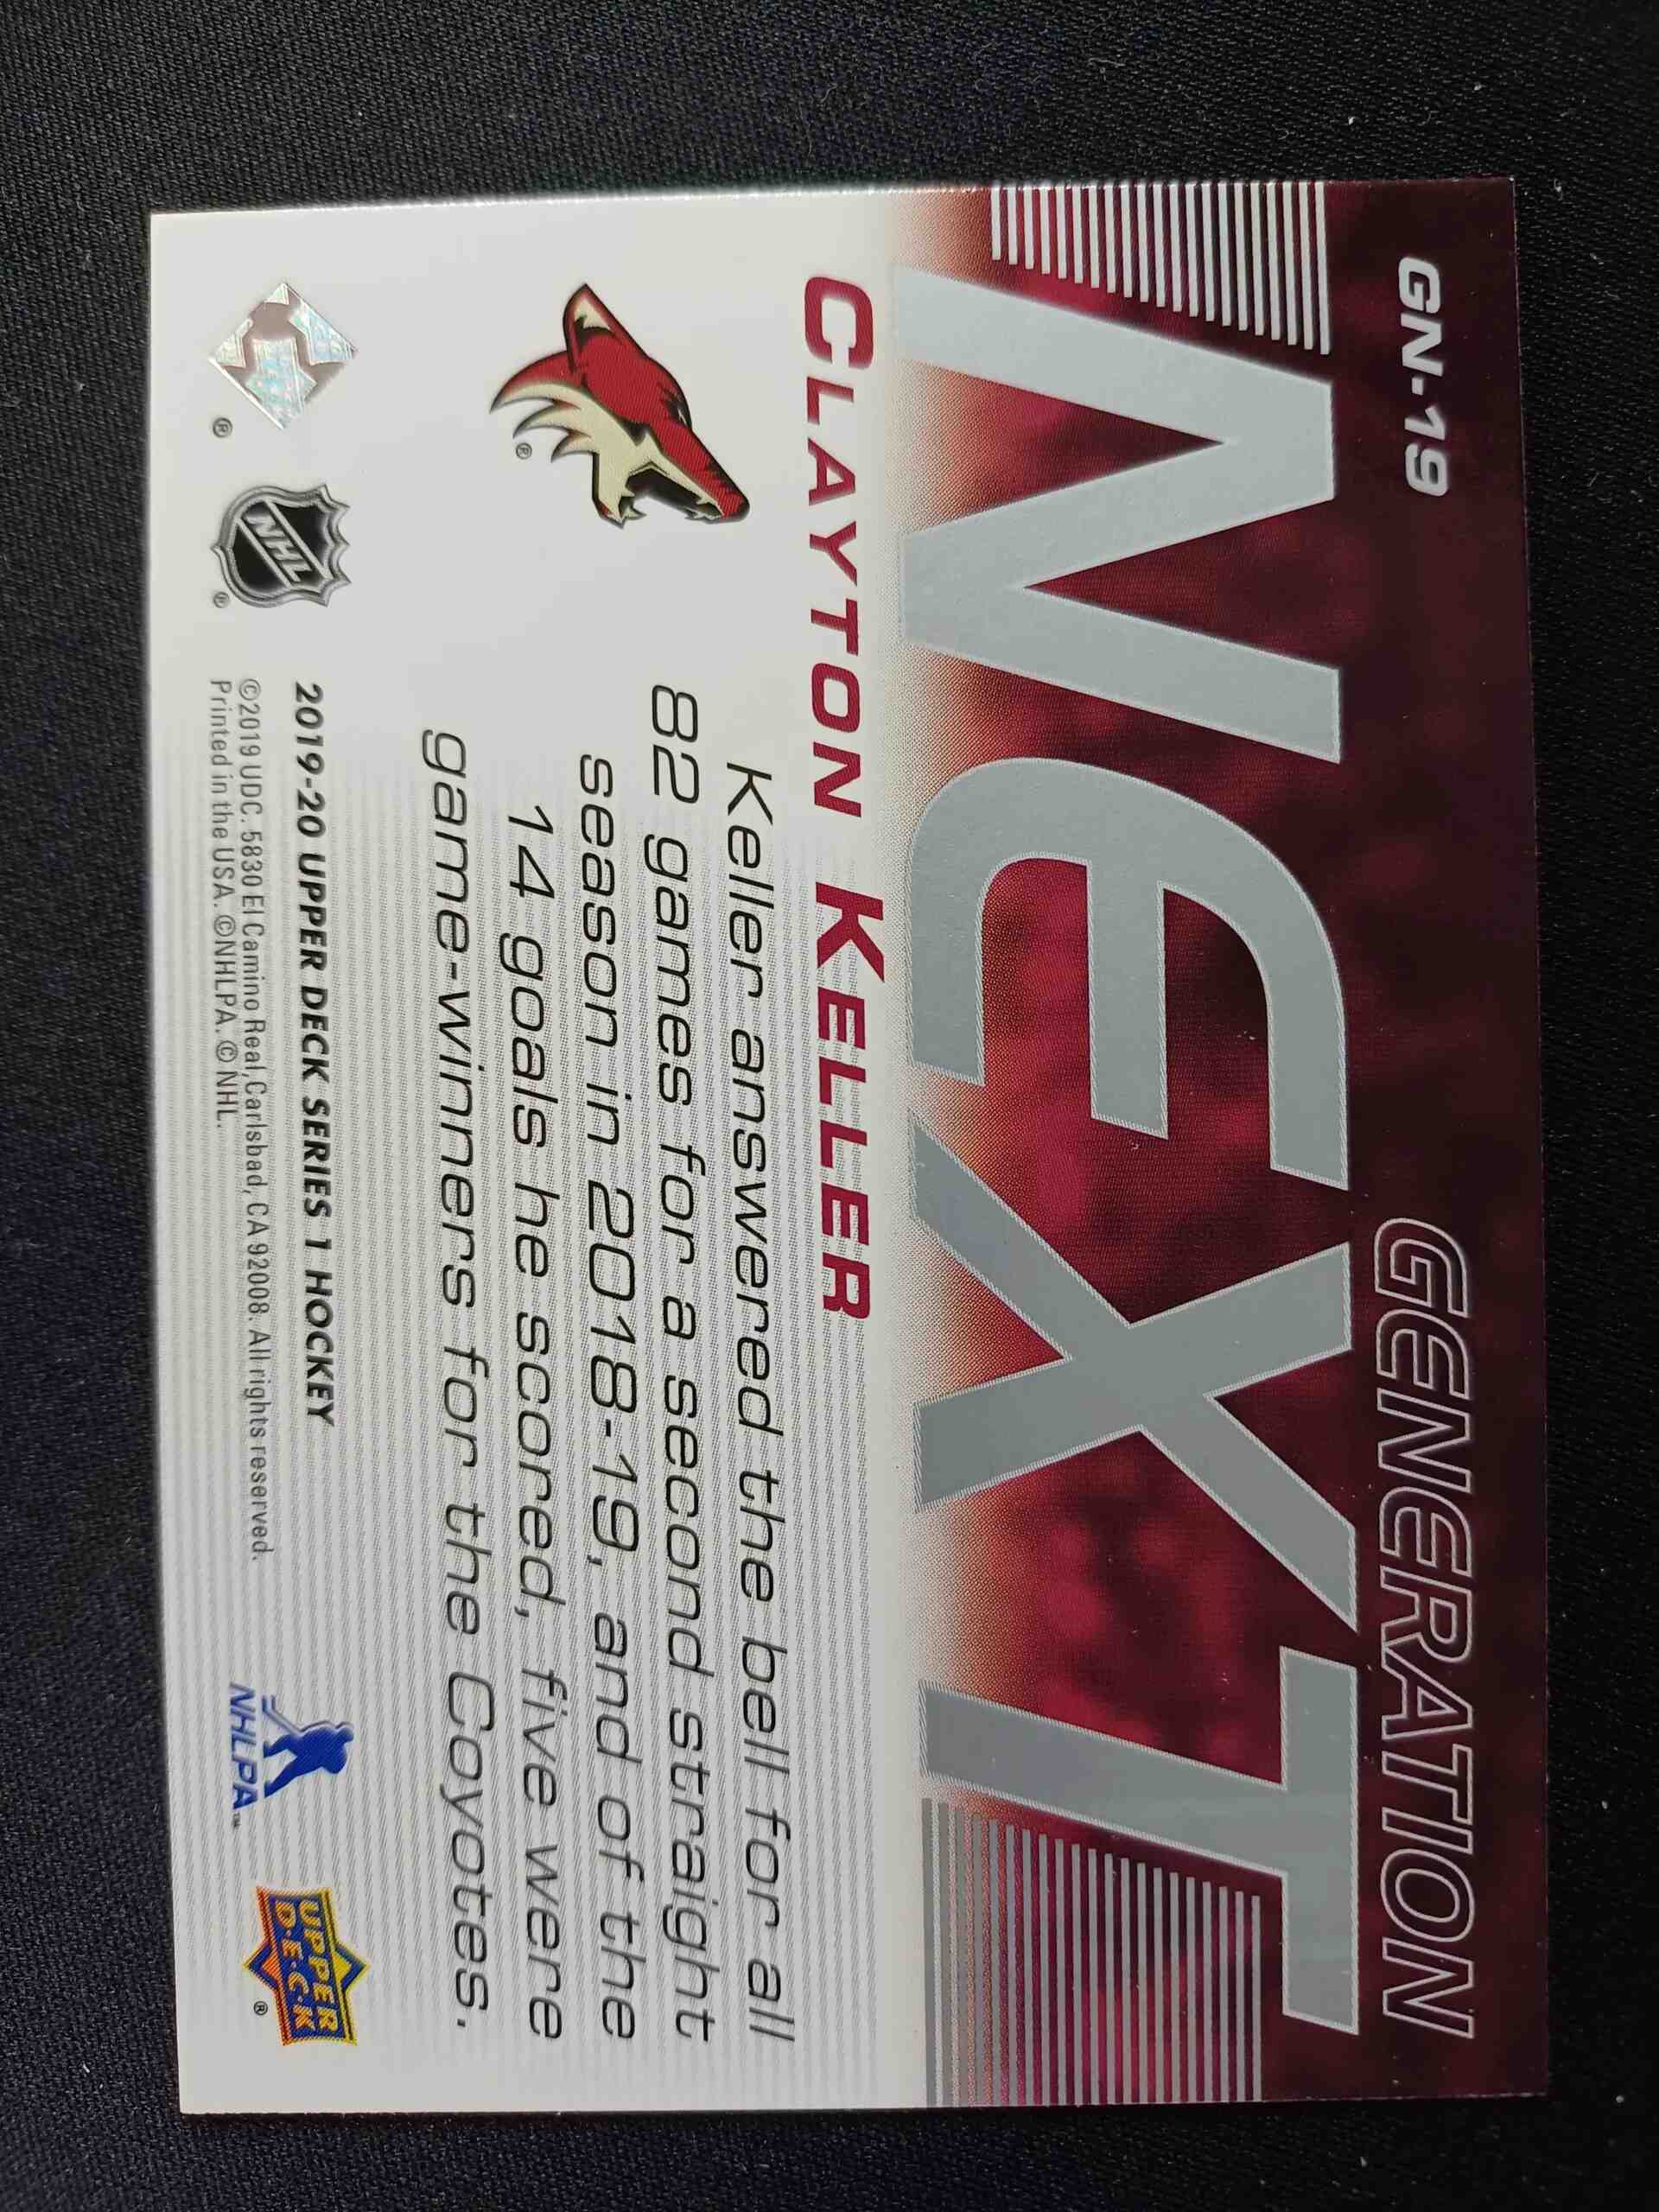 GN-19
GENERATION
NEXT
CLAYTON KELLER
Keller answered the bell for all
82 games for a second straight
season in 2018-19, and of the
14 goals he scored, five were
game-winners for the Coyotes.
®
2019-20 UPPER DECK SERIES 1 HOCKEY
©2019 UDC. 5830 El Camino Real, Carlsbad, CA 92008. All rights reserved.
Printed in the USA. ©NHLPA. © NHL.
®
NHL
®
NHLPA™
UPPER
D.E.C.K
®